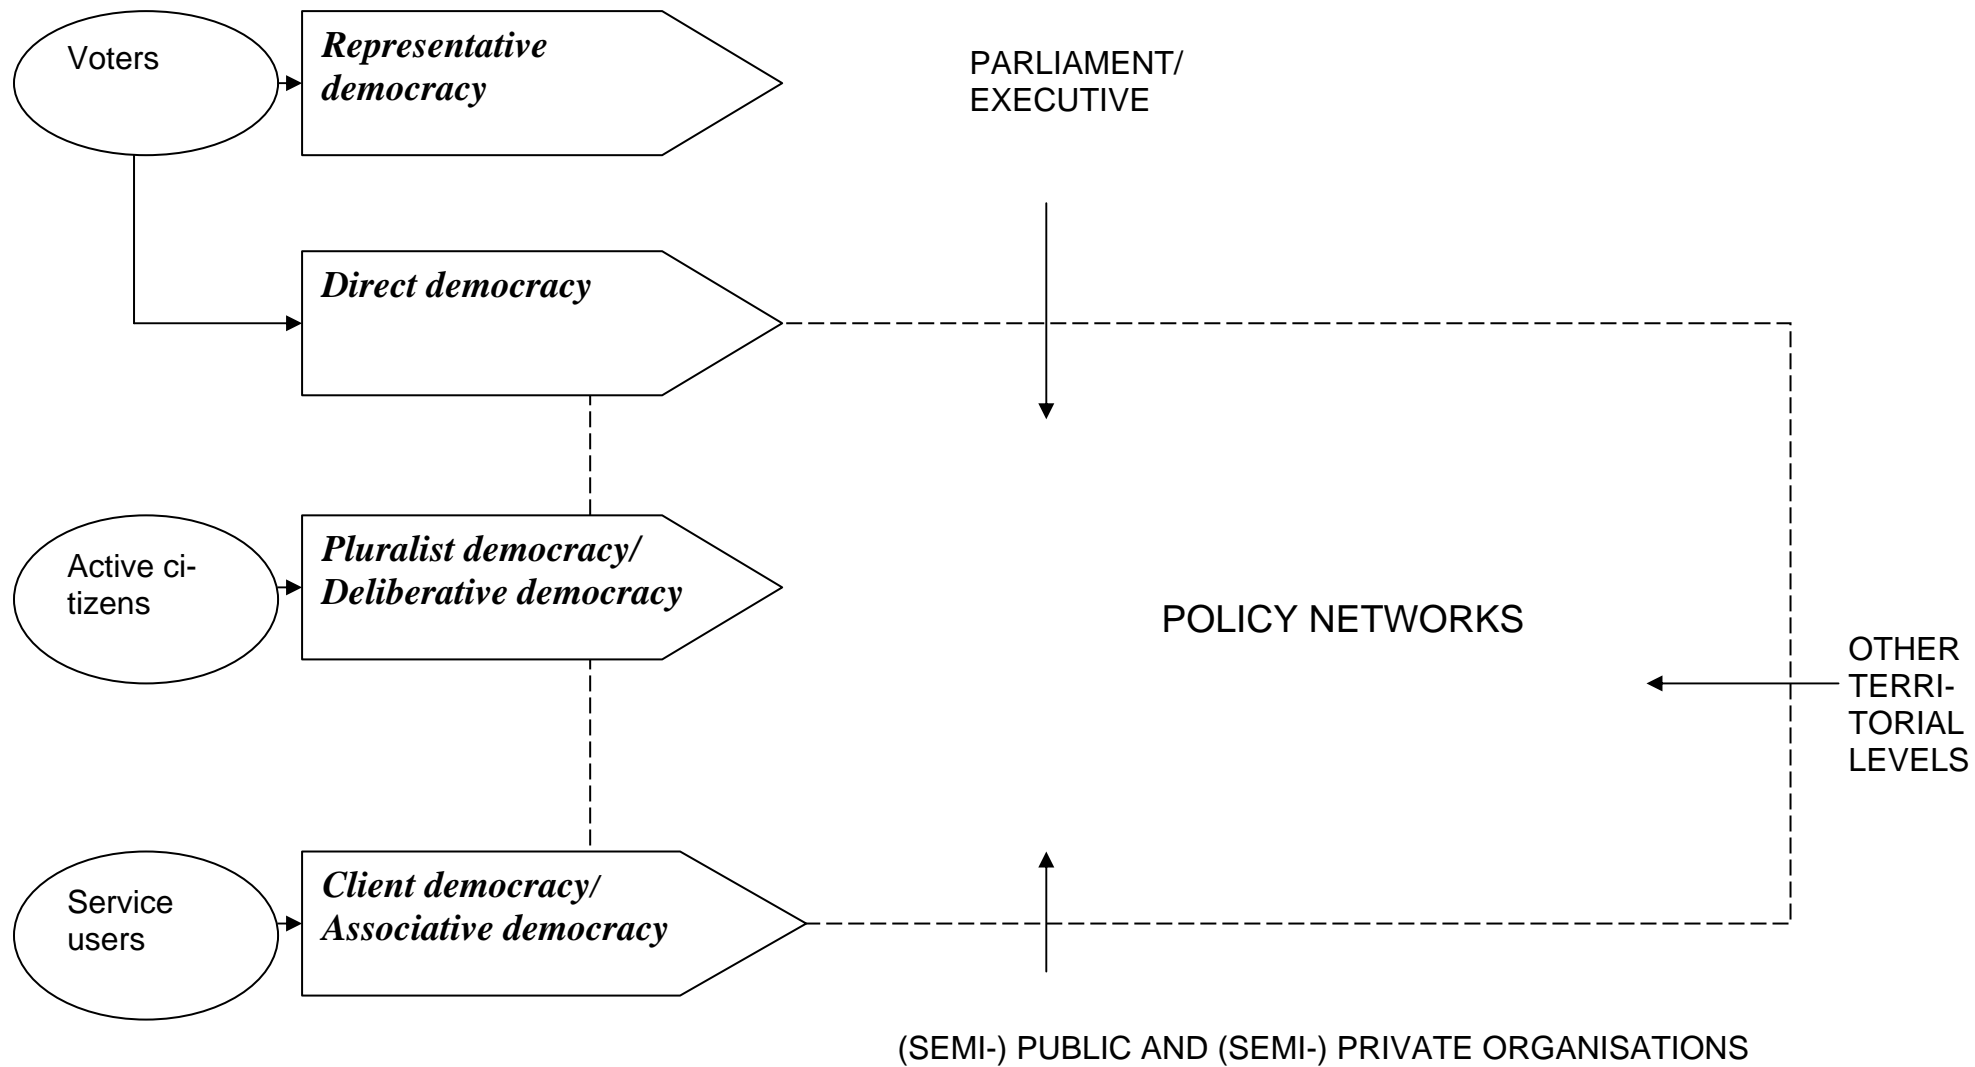 Voters
Representative
democracy
PARLIAMENT/
EXECUTIVE
Direct democracy
Active ci-
tizens
Pluralist democracy/
Deliberative democracy
POLICY NETWORKS
OTHER
TERRI-
TORIAL
LEVELS
Service
users
Client democracy/
Associative democracy
(SEMI-) PUBLIC AND (SEMI-) PRIVATE ORGANISATIONS